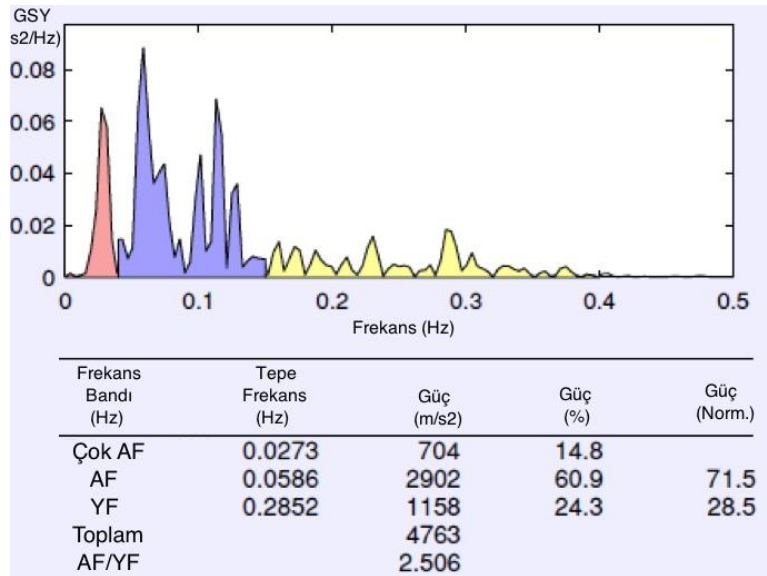 GSY
s2/Hz)
0.08
0.06
0.04
0.02
0
0 0.1 0.2 0.3 0.4 0.5
Frekans (Hz)
Frekans Bandı (Hz) Tepe Frekans (Hz) Güç (m/s2) Güç (%) Güç (Norm.)
Çok AF 0.0273 704 14.8
AF 0.0586 2902 60.9 71.5
YF 0.2852 1158 24.3 28.5
Toplam 4763
AF/YF 2.506